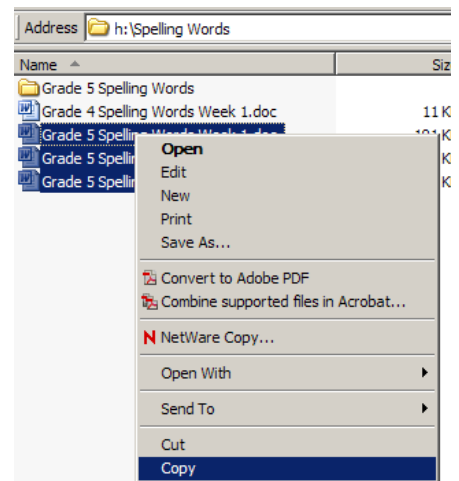 Address h:\Spelling Words
Name Siz
Grade 5 Spelling Words
Grade 4 Spelling Words Week 1.doc 11 K
Grade 5 Spelling Words Week 1.doc
Grade 5 Spellin K
Grade 5 Spellin K
Open
Edit
New
Print
Save As...
Convert to Adobe PDF
Combine supported files in Acrobat...
NetWare Copy...
Open With
Send To
Cut
Copy